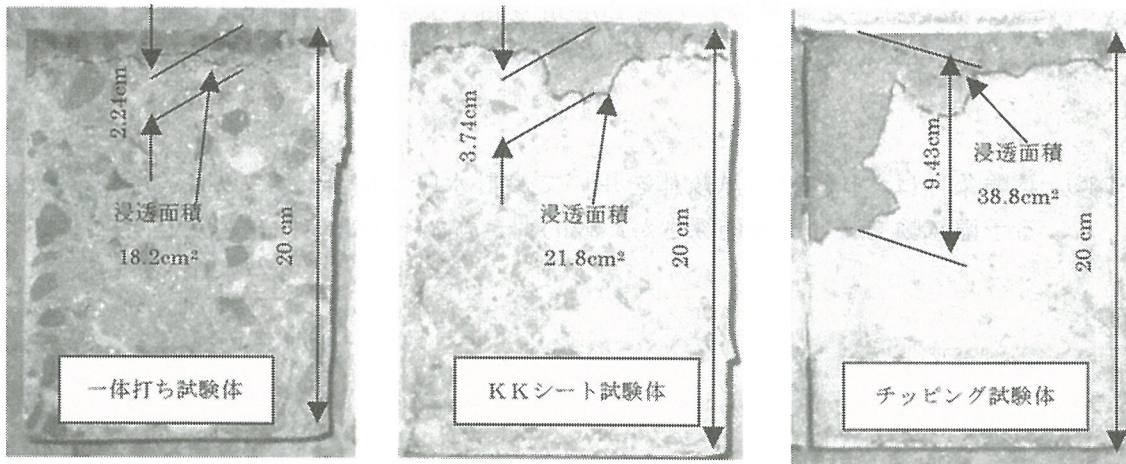 2.24cm
浸透面積
18.2cm²
20 cm
一体打ち試験体
3.74cm
浸透面積
21.8cm²
20 cm
KKシート試験体
9.43cm
浸透面積
38.8cm²
20 cm
チッピング試験体